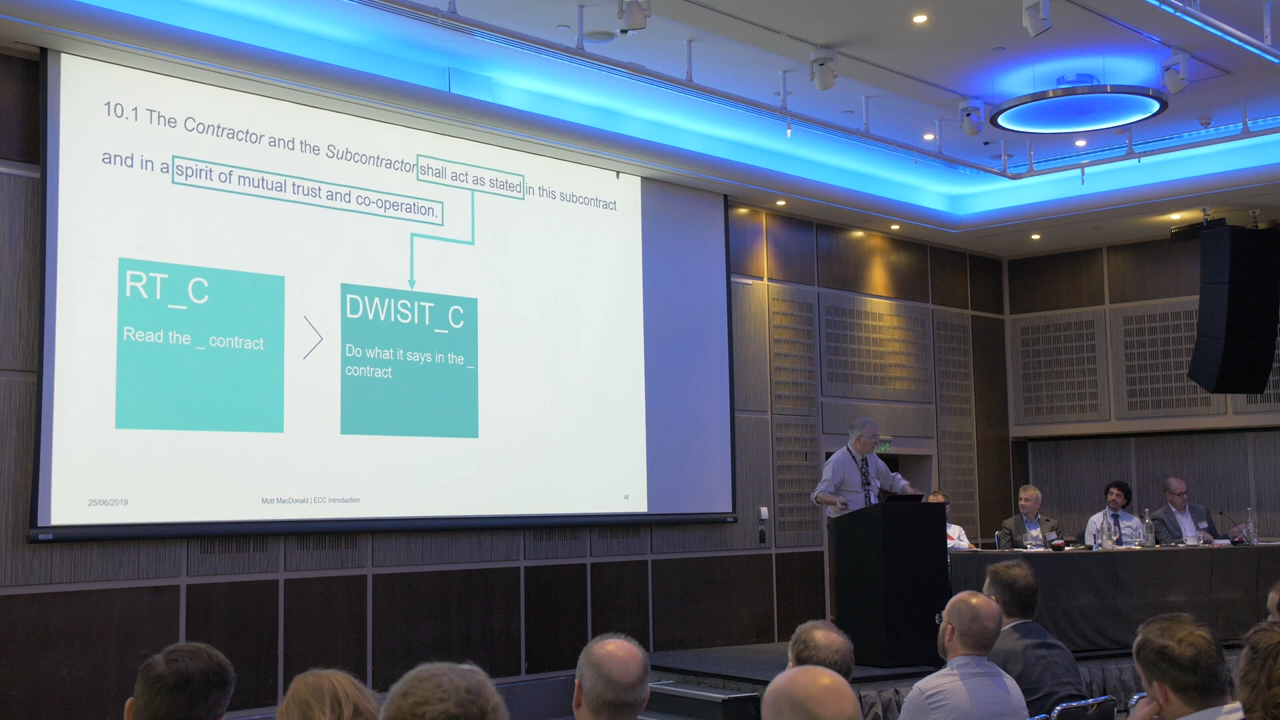 10.1 The Contractor and the Subcontractor shall act as stated in this subcontract
and in a spirit of mutual trust and co-operation.
RT_C
Read the _ contract
DWISIT_C
Do what it says in the _
contract
25/06/2019
Mott MacDonald | ECC Introduction